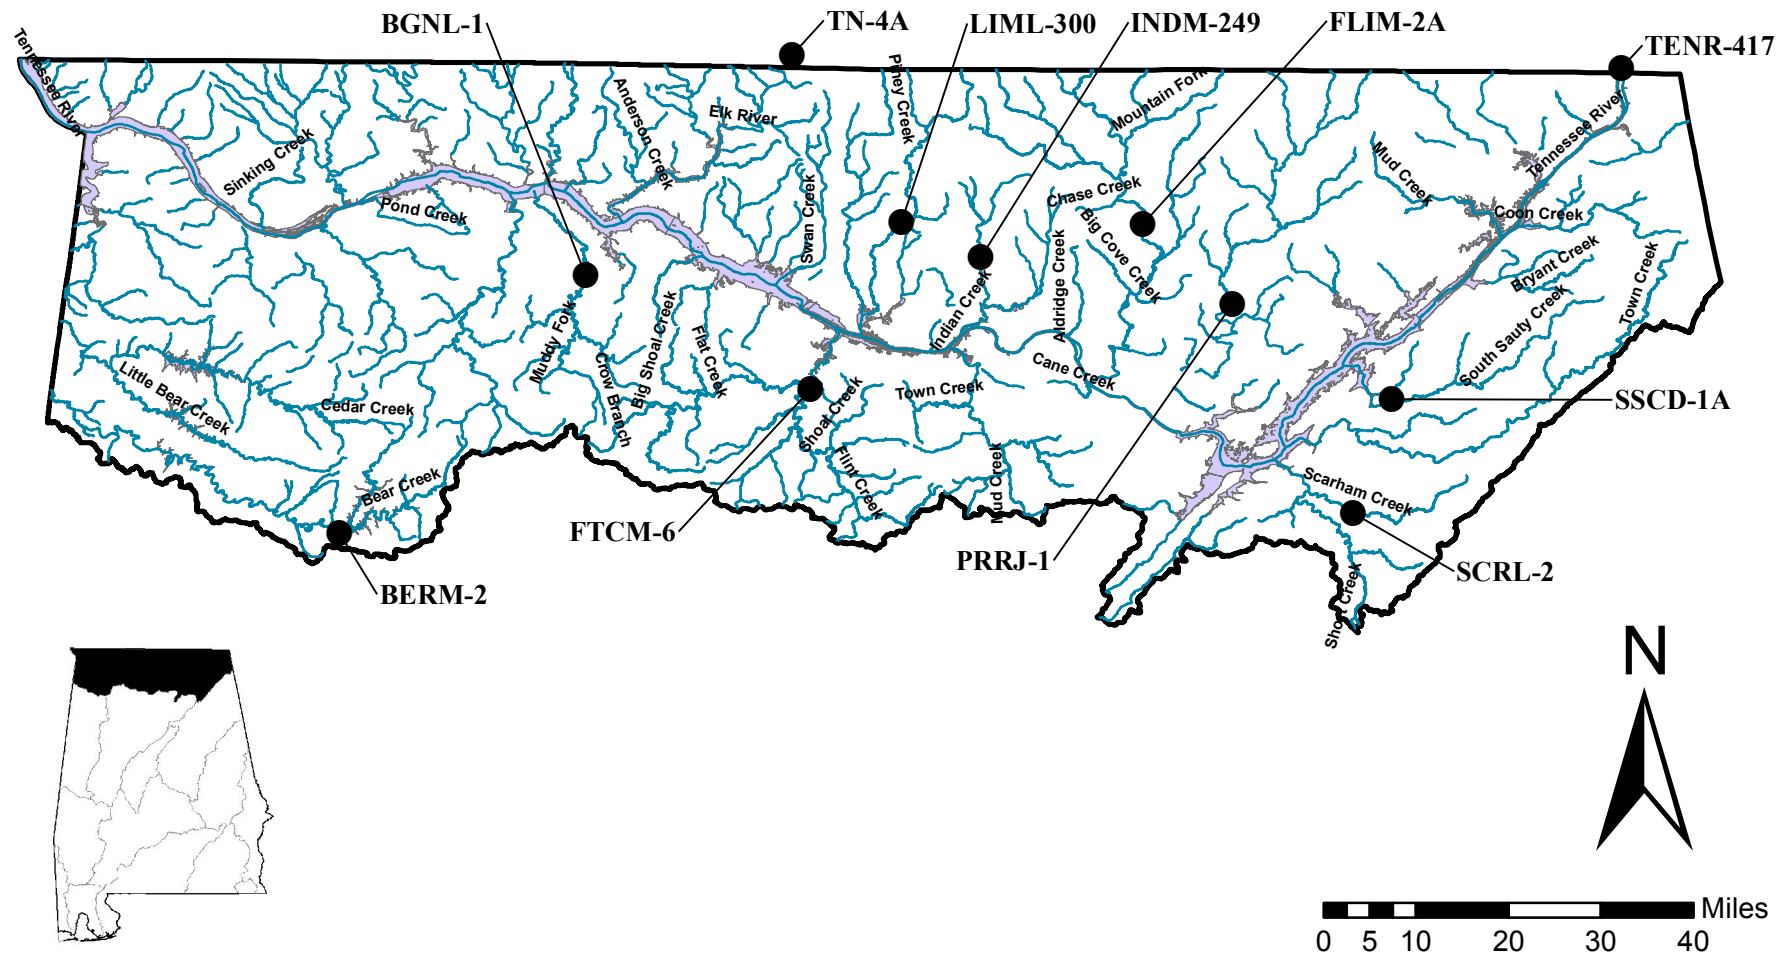 BGNL-1
TN-4A
LIML-300
INDM-249
FLIM-2A
TENR-417
Tennessee River
Sinking Creek
Pond Creek
Anderson Creek
Elk River
Swan Creek
Piney Creek
Mountain Fork
Chase Creek
Big Cove Creek
Aldridge Creek
Indian Creek
Mud Creek
Tennessee River
Coon Creek
Bryant Creek
South Sauty Creek
Town Creek
Muddy Fork
Crow Branch
Big Shoal Creek
Flat Creek
Cane Creek
Town Creek
Shoal Creek
Flint Creek
Mud Creek
Little Bear Creek
Cedar Creek
Bear Creek
Scarham Creek
Short Creek
SSCD-1A
FTCM-6
PRRJ-1
SCRL-2
BERM-2
N
Miles
0 5 10 20 30 40